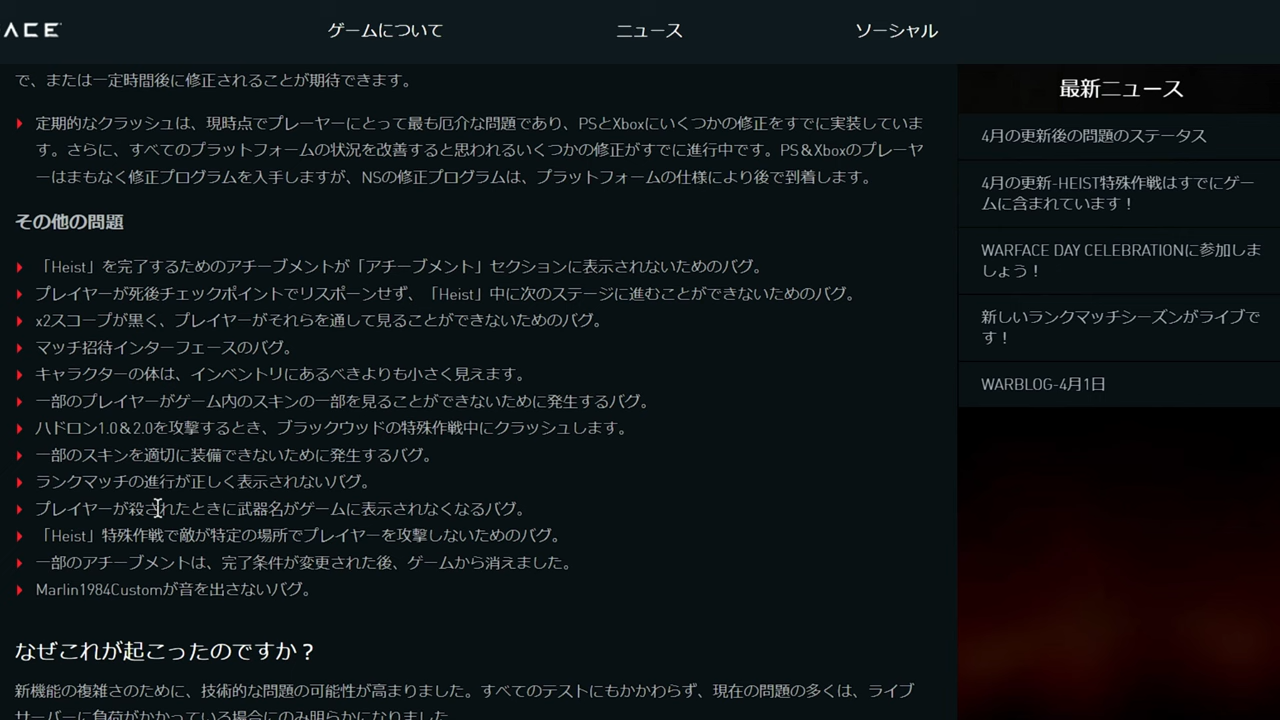 ACE
ゲームについて
ニュース
ソーシャル
で、または一定時間後に修正されることが期待できます。
定期的なクラッシュは、現時点でプレーヤーにとって最も厄介な問題であり、PSとXboxにいくつかの修正をすでに実装していま
す。さらに、すべてのプラットフォームの状況を改善すると思われるいくつかの修正がすでに進行中です。PS＆Xboxのプレーヤ
ーはまもなく修正プログラムを入手しますが、NSの修正プログラムは、プラットフォームの仕様により後で到着します。
その他の問題
「Heist」を完了するためのアチーブメントが「アチーブメント」セクションに表示されないためのバグ。
プレイヤーが死後チェックポイントでリスポーンせず、「Heist」中に次のステージに進むことができないためのバグ。
x2スコープが黒く、プレイヤーがそれらを通して見ることができないためのバグ。
マッチ招待インターフェースのバグ。
キャラクターの体は、インベントリにあるべきよりも小さく見えます。
一部のプレイヤーがゲーム内のスキンの一部を見ることができないために発生するバグ。
ハドロン1.0＆2.0を攻撃するとき、ブラックウッドの特殊作戦中にクラッシュします。
一部のスキンを適切に装備できないために発生するバグ。
ランクマッチの進行が正しく表示されないバグ。
プレイヤーが殺されたときに武器名がゲームに表示されなくなるバグ。
「Heist」特殊作戦で敵が特定の場所でプレイヤーを攻撃しないためのバグ。
一部のアチーブメントは、完了条件が変更された後、ゲームから消えました。
Marlin1984Customが音を出さないバグ。
なぜこれが起こったのですか？
新機能の複雑さのために、技術的な問題の可能性が高まりました。すべてのテストにもかかわらず、現在の問題の多くは、ライブ
サーバーに負荷がかかっている場合にのみ明らかになりました。
最新ニュース
4月の更新後の問題のステータス
4月の更新-HEIST特殊作戦はすでにゲー
ムに含まれています！
WARFACE DAY CELEBRATIONに参加しま
しょう！
新しいランクマッチシーズンがライブで
す！
WARBLOG-4月1日